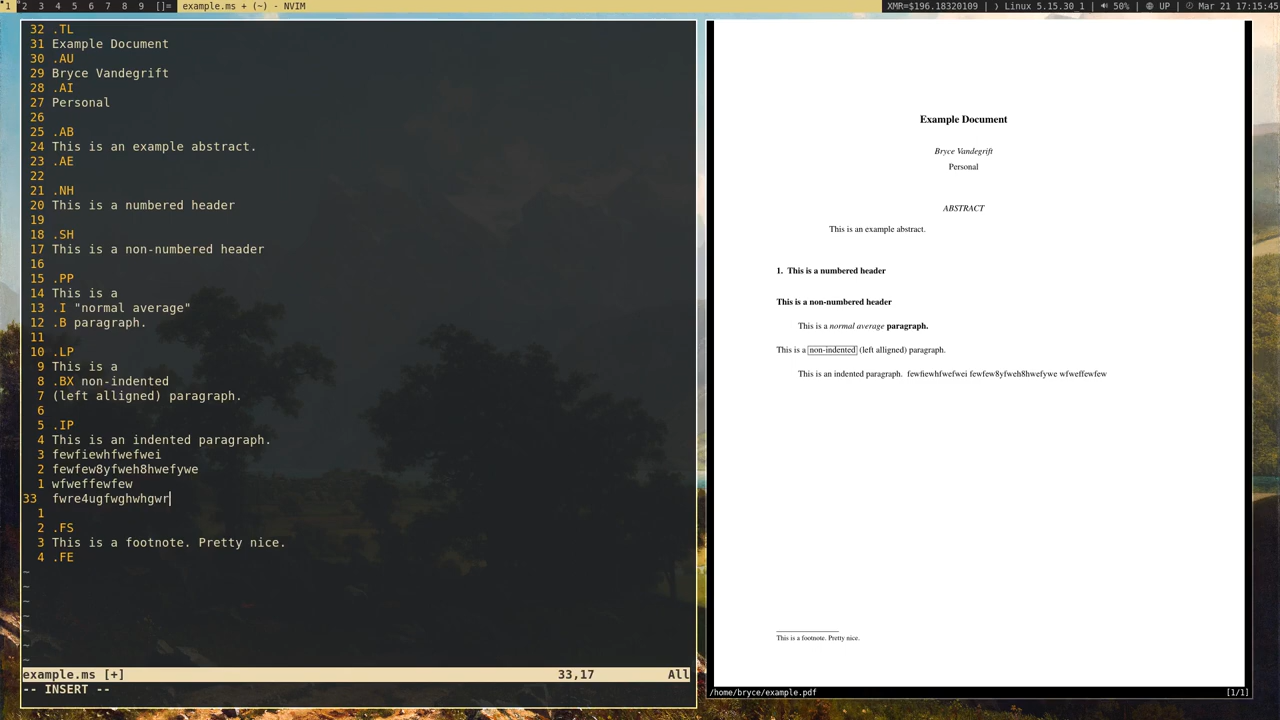 1 2 3 4 5 6 7 8 9 []= example.ms + (~) - NVIM XMR=$196.18320109 | ❩ Linux 5.15.30_1 | 50% | UP | Mar 21 17:15:45
32 .TL
31 Example Document
30 .AU
29 Bryce Vandegrift
28 .AI
27 Personal
26
25 .AB
24 This is an example abstract.
23 .AE
22
21 .NH
20 This is a numbered header
19
18 .SH
17 This is a non-numbered header
16
15 .PP
14 This is a
13 .I "normal average"
12 .B paragraph.
11
10 .LP
9 This is a
8 .BX non-indented
7 (left alligned) paragraph.
6
5 .IP
4 This is an indented paragraph.
3 fewfiewhfwefwei
2 fewfew8yfweh8hwefywe
1 wfweffewfew
33 fwre4ugfwghwhgwr
1
2 .FS
3 This is a footnote. Pretty nice.
4 .FE
~
~
~
~
~
~
~
example.ms [+] 33,17 All
-- INSERT --
Example Document
Bryce Vandegrift
Personal
ABSTRACT
This is an example abstract.
1. This is a numbered header
This is a non-numbered header
This is a normal average paragraph.
This is a non-indented (left alligned) paragraph.
This is an indented paragraph. fewfiewhfwefwei fewfew8yfweh8hwefywe wfweffewfew
This is a footnote. Pretty nice.
/home/bryce/example.pdf [1/1]